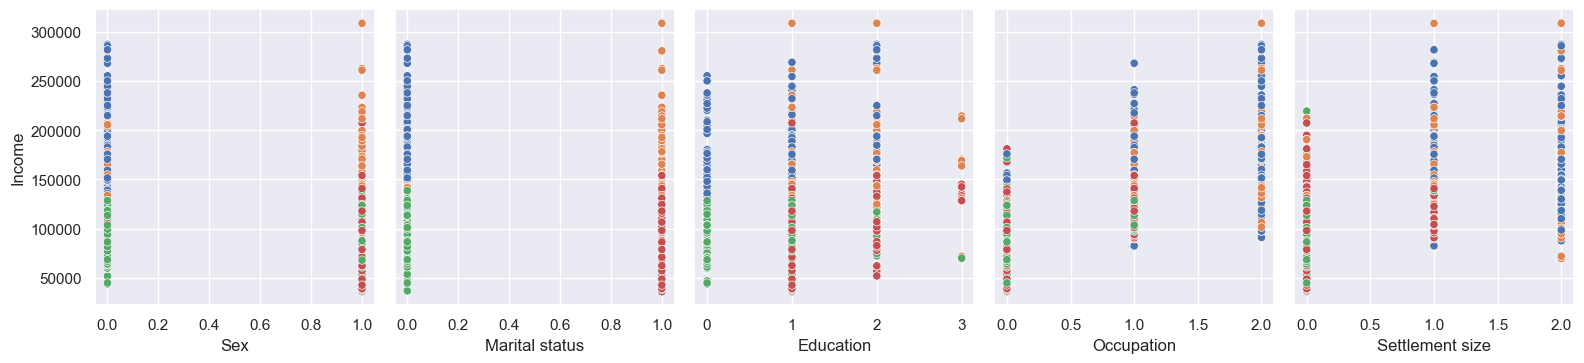 300000
250000
200000
150000
100000
50000
Income
0.0 0.2 0.4 0.6 0.8 1.0
Sex
0.0 0.2 0.4 0.6 0.8 1.0
Marital status
0 1 2 3
Education
0.0 0.5 1.0 1.5 2.0
Occupation
0.0 0.5 1.0 1.5 2.0
Settlement size